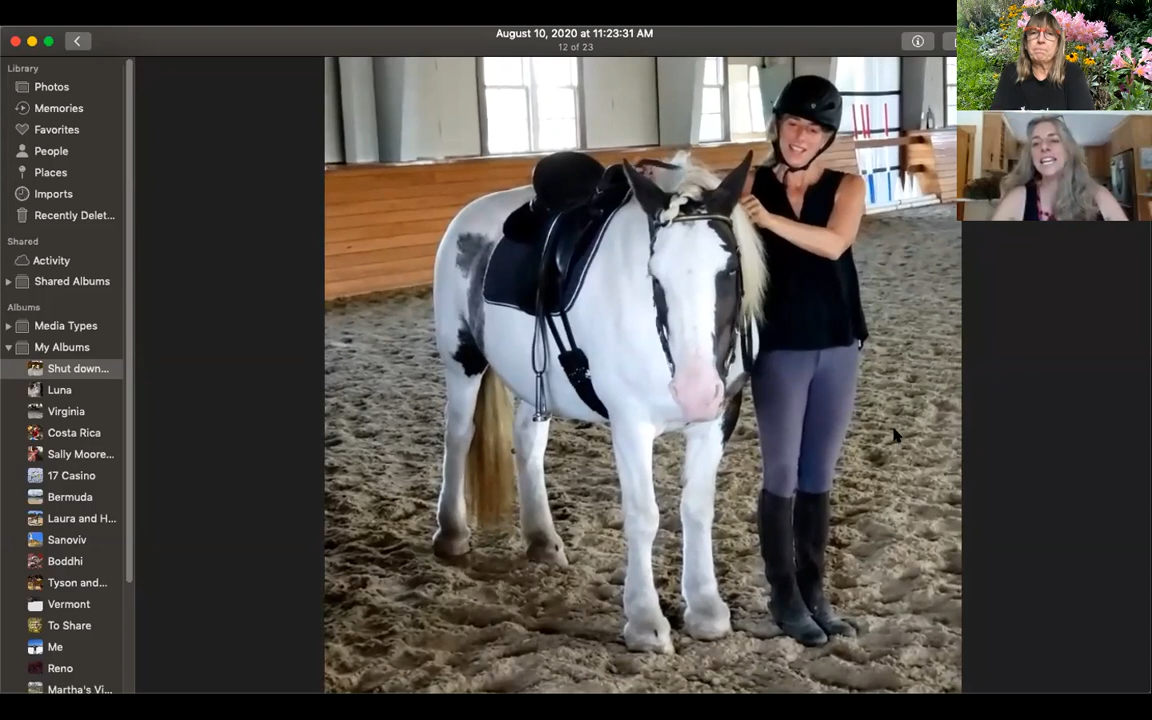 August 10, 2020 at 11:23:31 AM
12 of 23
Library
Photos
Memories
Favorites
People
Places
Imports
Recently Delet...
Shared
Activity
Shared Albums
Albums
Media Types
My Albums
Shut down...
Luna
Virginia
Costa Rica
Sally Moore...
17 Casino
Bermuda
Laura and H...
Sanoviv
Boddhi
Tyson and...
Vermont
To Share
Me
Reno
Martha's Vi...